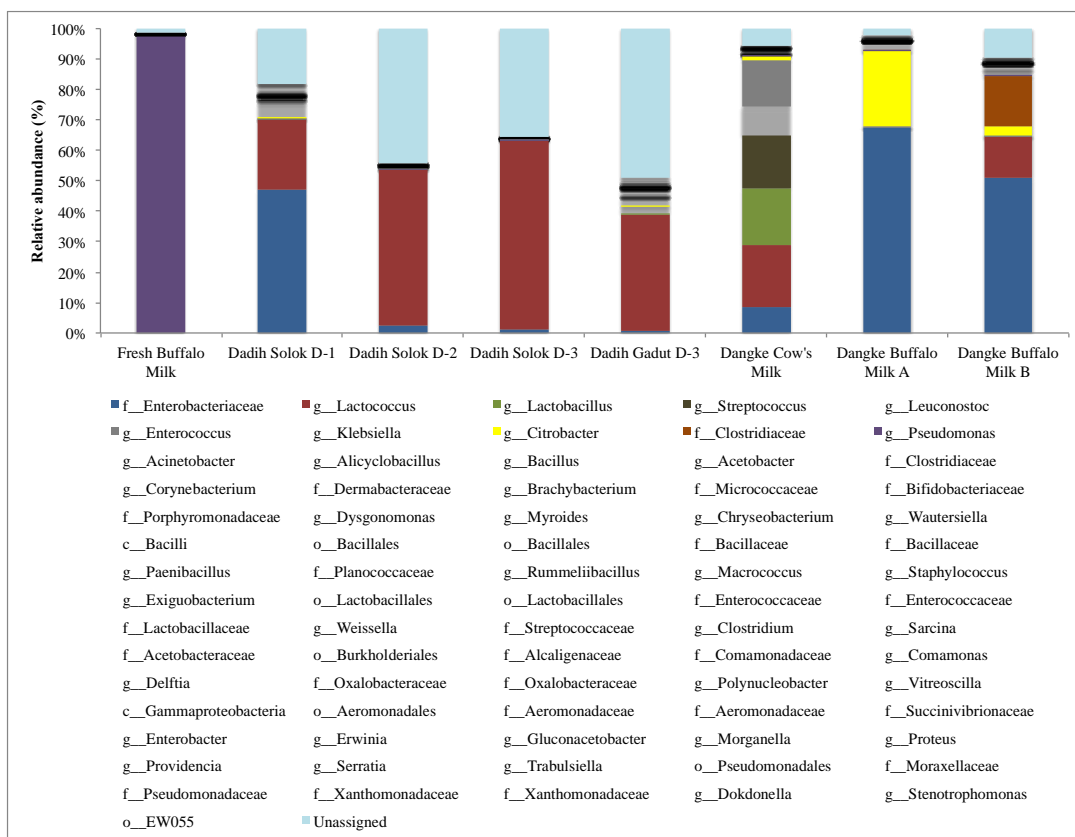 100%
90%
80%
70%
60%
50%
40%
30%
20%
10%
0%
Relative abundance (%)
Fresh Buffalo Milk
Dadih Solok D-1
Dadih Solok D-2
Dadih Solok D-3
Dadih Gadut D-3
Dangke Cow's Milk
Dangke Buffalo Milk A
Dangke Buffalo Milk B
f__Enterobacteriaceae g__Lactococcus g__Lactobacillus g__Streptococcus g__Leuconostoc
g__Enterococcus g__Klebsiella g__Citrobacter f__Clostridiaceae g__Pseudomonas
g__Acinetobacter g__Alicyclobacillus g__Bacillus g__Acetobacter f__Clostridiaceae
g__Corynebacterium f__Dermabacteraceae g__Brachybacterium f__Micrococcaceae f__Bifidobacteriaceae
f__Porphyromonadaceae g__Dysgonomonas g__Myroides g__Chryseobacterium g__Wautersiella
c__Bacilli o__Bacillales o__Bacillales f__Bacillaceae f__Bacillaceae
g__Paenibacillus f__Planococcaceae g__Rummeliibacillus g__Macrococcus g__Staphylococcus
g__Exiguobacterium o__Lactobacillales o__Lactobacillales f__Enterococcaceae f__Enterococcaceae
f__Lactobacillaceae g__Weissella f__Streptococcaceae g__Clostridium g__Sarcina
f__Acetobacteraceae o__Burkholderiales f__Alcaligenaceae f__Comamonadaceae g__Comamonas
g__Delftia f__Oxalobacteraceae f__Oxalobacteraceae g__Polynucleobacter g__Vitreoscilla
c__Gammaproteobacteria o__Aeromonadales f__Aeromonadaceae f__Aeromonadaceae f__Succinivibrionaceae
g__Enterobacter g__Erwinia g__Gluconacetobacter g__Morganella g__Proteus
g__Providencia g__Serratia g__Trabulsiella o__Pseudomonadales f__Moraxellaceae
f__Pseudomonadaceae f__Xanthomonadaceae f__Xanthomonadaceae g__Dokdonella g__Stenotrophomonas
o__EW055 Unassigned